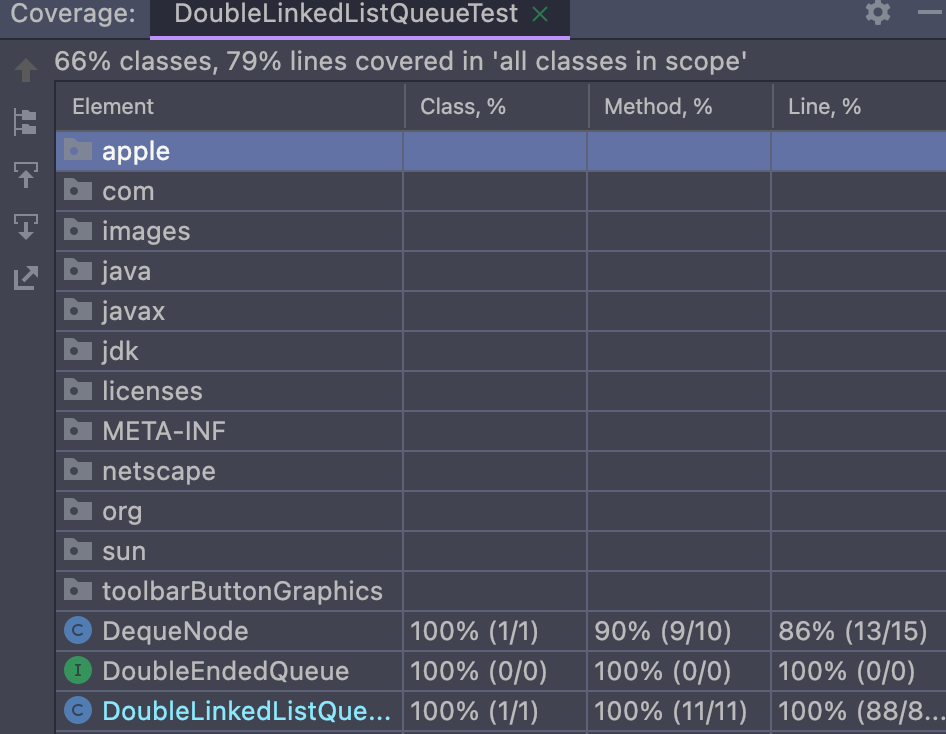 Coverage: DoubleLinkedListQueueTest
66% classes, 79% lines covered in 'all classes in scope'
Element Class, % Method, % Line, %
apple
com
images
java
javax
jdk
licenses
META-INF
netscape
org
sun
toolbarButtonGraphics
C DequeNode 100% (1/1) 90% (9/10) 86% (13/15)
I DoubleEndedQueue 100% (0/0) 100% (0/0) 100% (0/0)
C DoubleLinkedListQue... 100% (1/1) 100% (11/11) 100% (88/8...